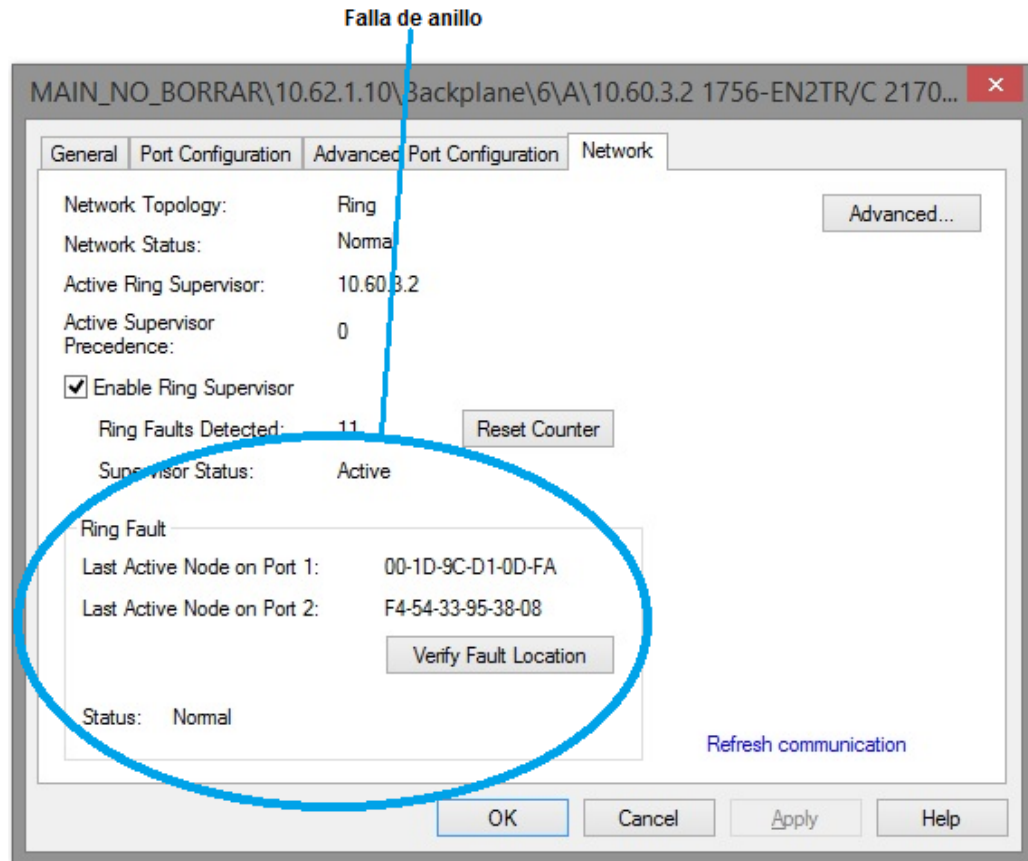 Falla de anillo
MAIN_NO_BORRAR\10.62.1.10\Backplane\6\A\10.60.3.2 1756-EN2TR/C 2170...
General Port Configuration Advanced Port Configuration Network
Network Topology: Ring
Advanced...
Network Status: Normal
Active Ring Supervisor: 10.60.3.2
Active Supervisor
Precedence: 0
Enable Ring Supervisor
Ring Faults Detected: 11 Reset Counter
Supervisor Status: Active
Ring Fault
Last Active Node on Port 1: 00-1D-9C-D1-0D-FA
Last Active Node on Port 2: F4-54-33-95-38-08
Verify Fault Location
Status: Normal
Refresh communication
OK Cancel Apply Help